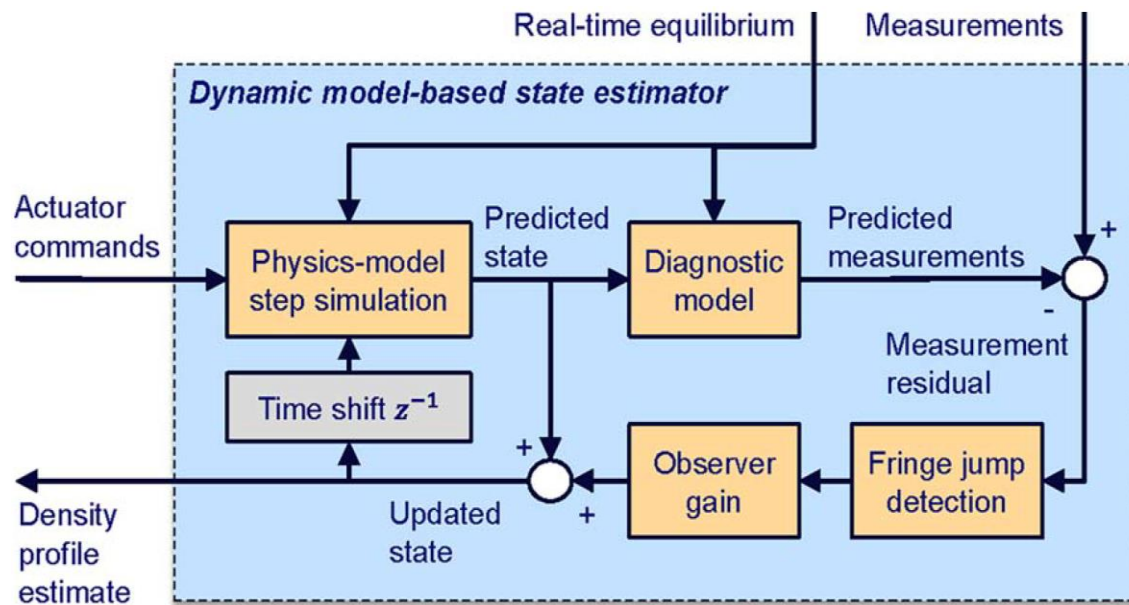 Real-time equilibrium
Measurements
Dynamic model-based state estimator
Actuator
commands
Physics-model
step simulation
Predicted
state
Diagnostic
model
Predicted
measurements
+
-
Measurement
residual
Time shift z⁻¹
+
+
Observer
gain
Fringe jump
detection
Updated
state
Density
profile
estimate